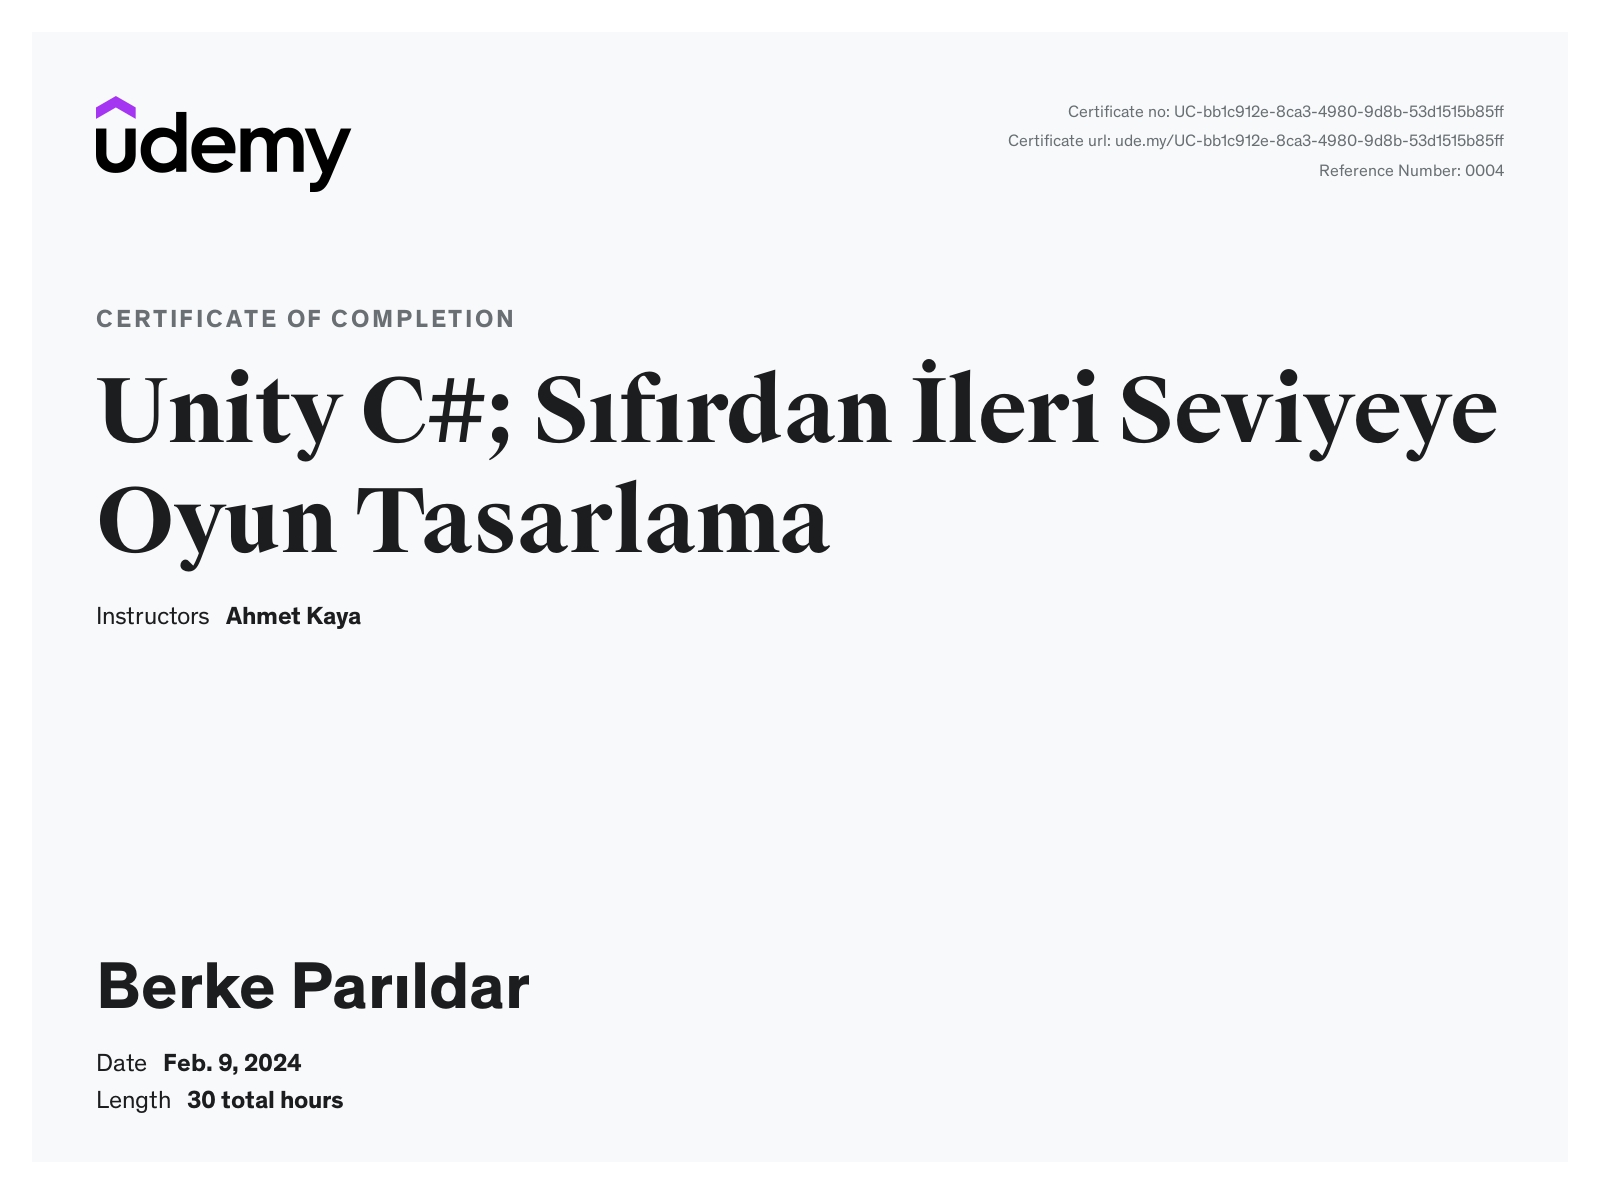 udemy
Certificate no: UC-bb1c912e-8ca3-4980-9d8b-53d1515b85ff
Certificate url: ude.my/UC-bb1c912e-8ca3-4980-9d8b-53d1515b85ff
Reference Number: 0004
CERTIFICATE OF COMPLETION
Unity C#; Sıfırdan İleri Seviyeye
Oyun Tasarlama
Instructors Ahmet Kaya
Berke Parıldar
Date Feb. 9, 2024
Length 30 total hours